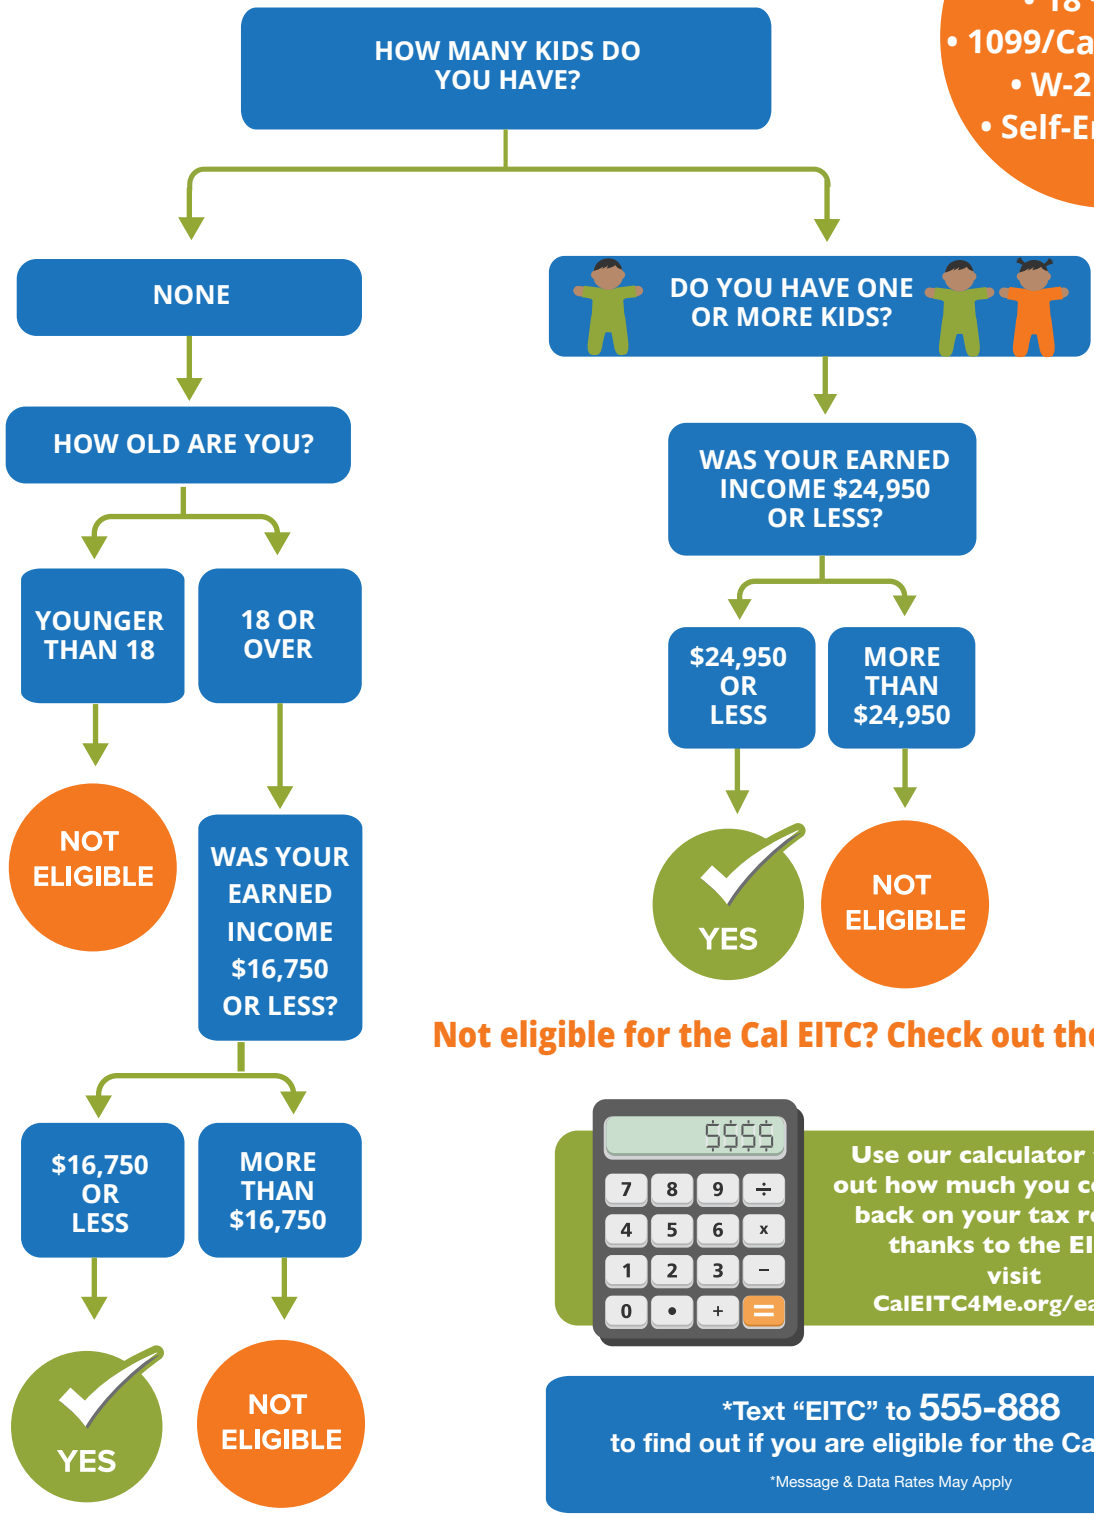 • 18
• 1099/Ca
• W-2
• Self-E
HOW MANY KIDS DO
YOU HAVE?
NONE
DO YOU HAVE ONE
OR MORE KIDS?
HOW OLD ARE YOU?
WAS YOUR EARNED
INCOME $24,950
OR LESS?
YOUNGER
THAN 18
18 OR
OVER
$24,950
OR
LESS
MORE
THAN
$24,950
NOT
ELIGIBLE
WAS YOUR
EARNED
INCOME
$16,750
OR LESS?
YES
NOT
ELIGIBLE
Not eligible for the Cal EITC? Check out the
$16,750
OR
LESS
MORE
THAN
$16,750
YES
NOT
ELIGIBLE
$$$$
7 8 9 ÷
4 5 6 x
1 2 3 −
0 • + =
Use our calculator
out how much you c
back on your tax r
thanks to the EI
visit
CalEITC4Me.org/ea
*Text “EITC” to 555-888
to find out if you are eligible for the Ca
*Message & Data Rates May Apply